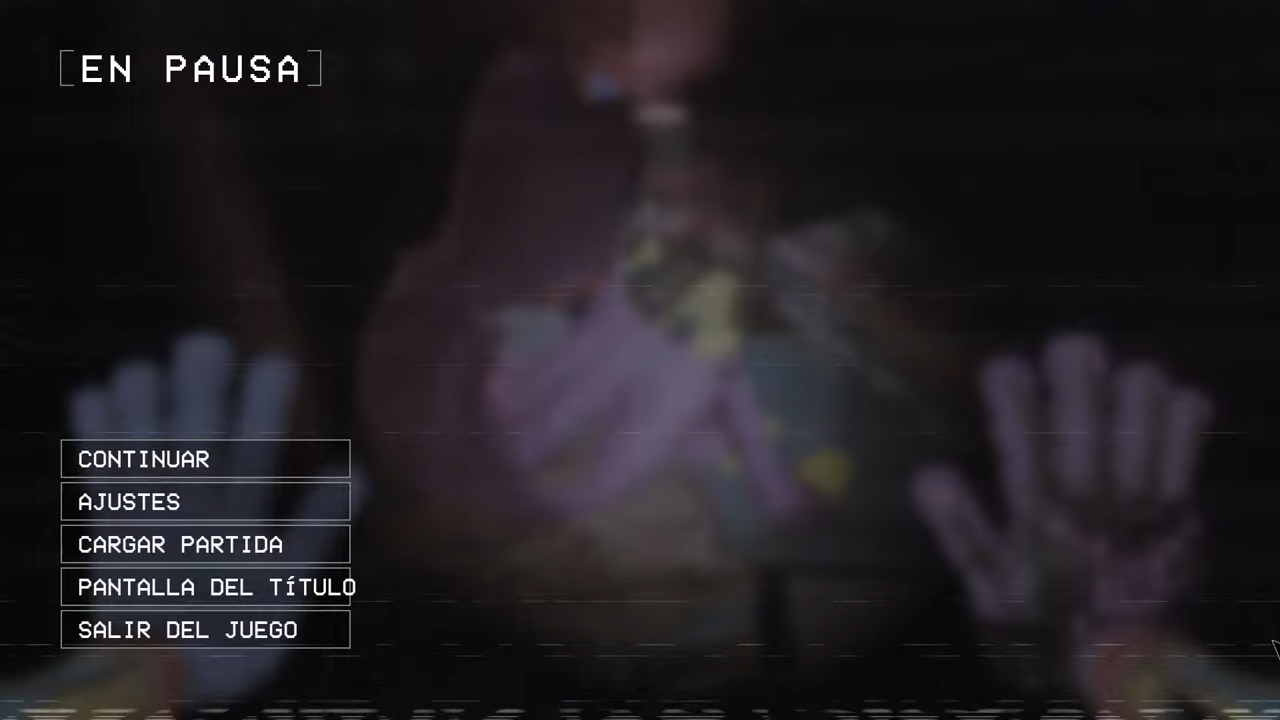 EN PAUSA
CONTINUAR
AJUSTES
CARGAR PARTIDA
PANTALLA DEL TíTULO
SALIR DEL JUEGO